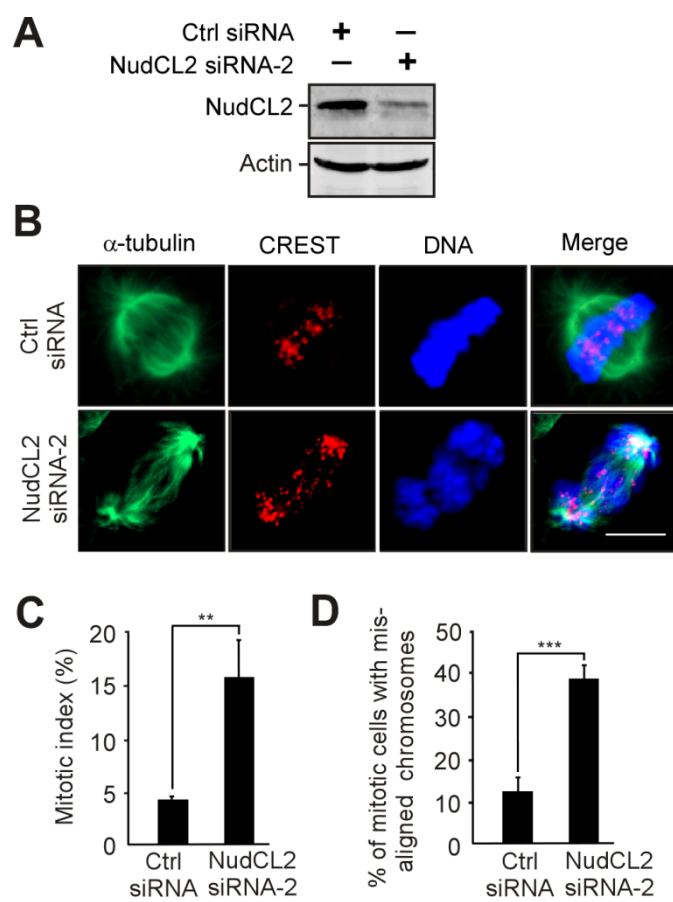 A
Ctrl siRNA + –
NudCL2 siRNA-2 – +
NudCL2
Actin
B
α-tubulin CREST DNA Merge
Ctrl
siRNA
NudCL2
siRNA-2
C
Mitotic index (%)
20
15
10
5
0
**
Ctrl
siRNA
NudCL2
siRNA-2
D
% of mitotic cells with mis-
aligned chromosomes
50
40
30
20
10
0
***
Ctrl
siRNA
NudCL2
siRNA-2